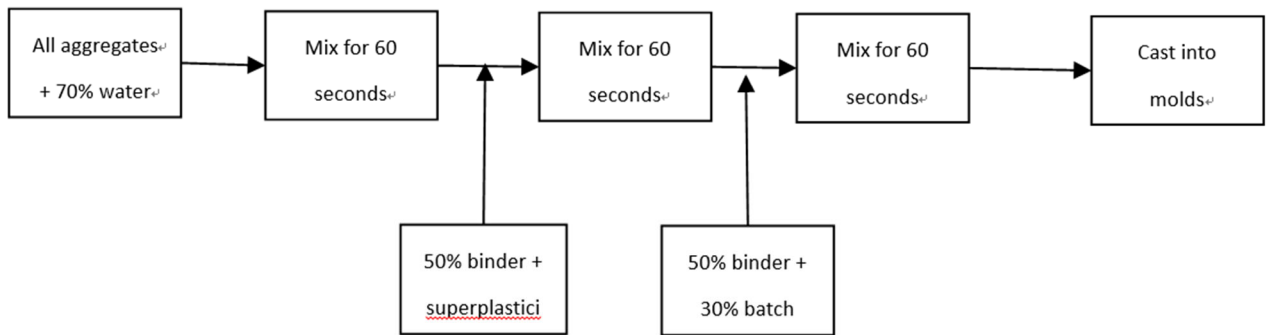 All aggregates
+ 70% water
Mix for 60
seconds
Mix for 60
seconds
Mix for 60
seconds
Cast into
molds
50% binder +
superplastici
50% binder +
30% batch